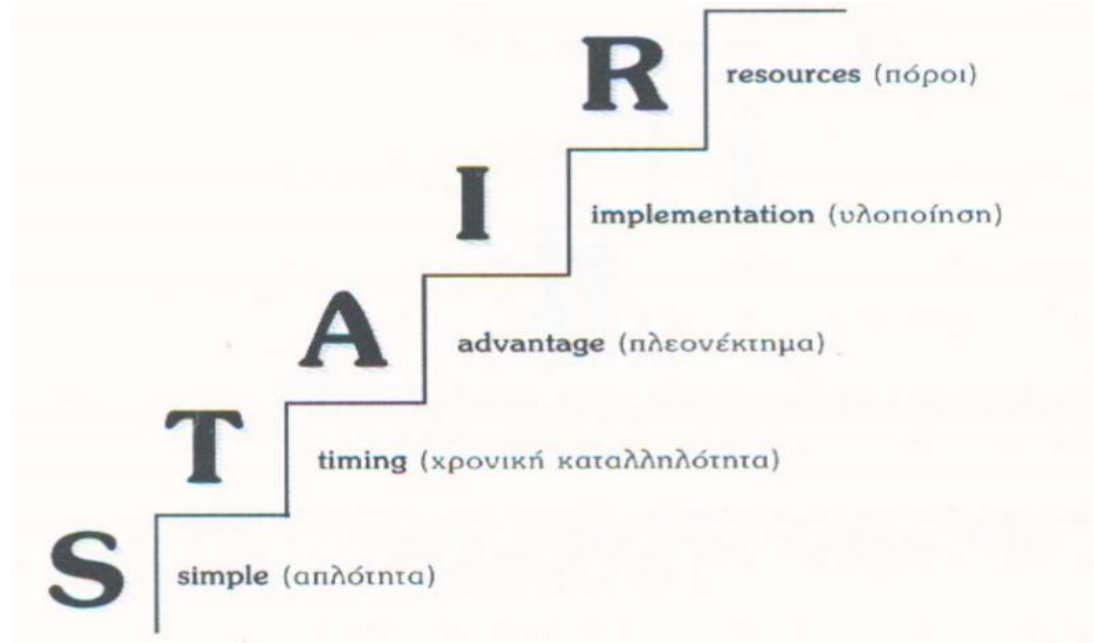 R
resources (πόροι)
I
implementation (υλοποίηση)
A
advantage (πλεονέκτημα)
T
timing (χρονική καταλληλότητα)
S
simple (απλότητα)